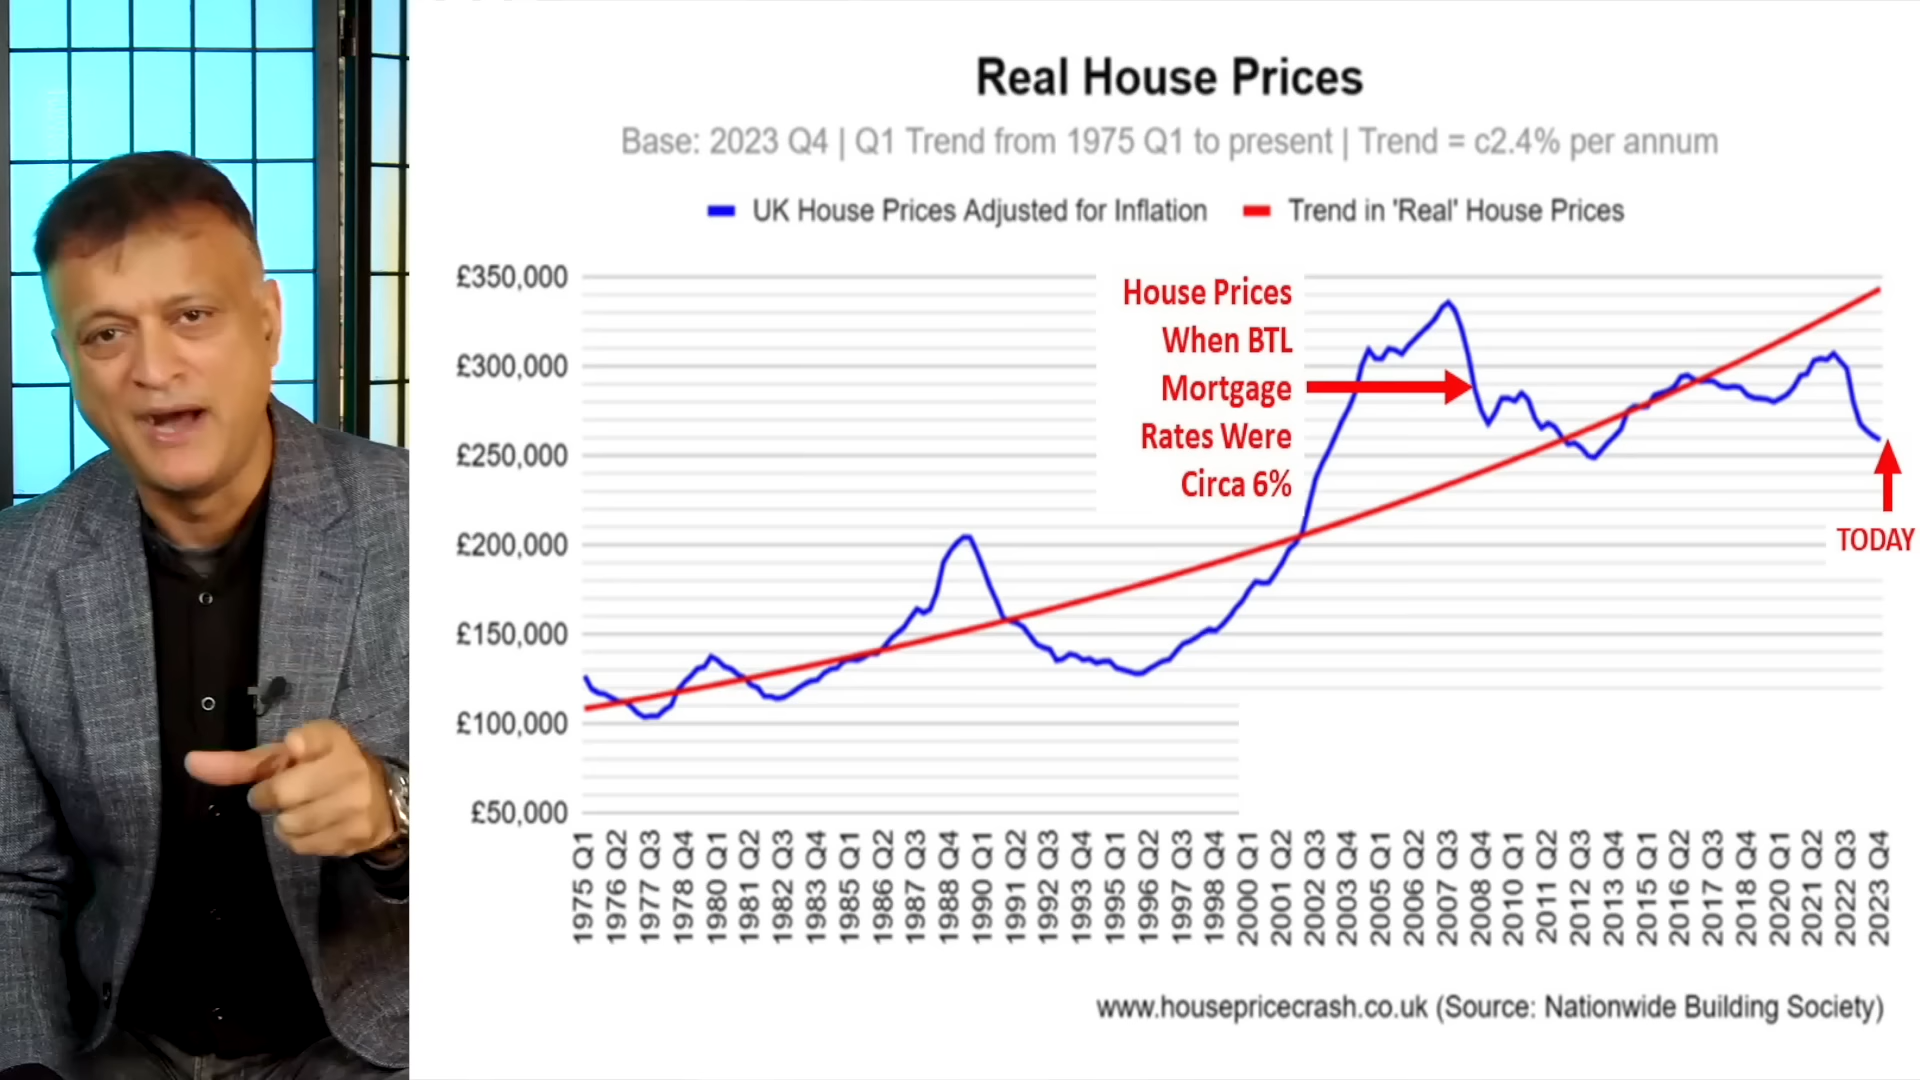 Real House Prices
Base: 2023 Q4 | Q1 Trend from 1975 Q1 to present | Trend = c2.4% per annum
UK House Prices Adjusted for Inflation
Trend in 'Real' House Prices
£350,000
£300,000
£250,000
£200,000
£150,000
£100,000
£50,000
House Prices
When BTL
Mortgage
Rates Were
Circa 6%
TODAY
1975 Q1
1976 Q2
1977 Q3
1978 Q4
1980 Q1
1981 Q2
1982 Q3
1983 Q4
1985 Q1
1986 Q2
1987 Q3
1988 Q4
1990 Q1
1991 Q2
1992 Q3
1993 Q4
1995 Q1
1996 Q2
1997 Q3
1998 Q4
2000 Q1
2001 Q2
2002 Q3
2003 Q4
2005 Q1
2006 Q2
2007 Q3
2008 Q4
2010 Q1
2011 Q2
2012 Q3
2013 Q4
2015 Q1
2016 Q2
2017 Q3
2018 Q4
2020 Q1
2021 Q2
2022 Q3
2023 Q4
www.housepricecrash.co.uk (Source: Nationwide Building Society)